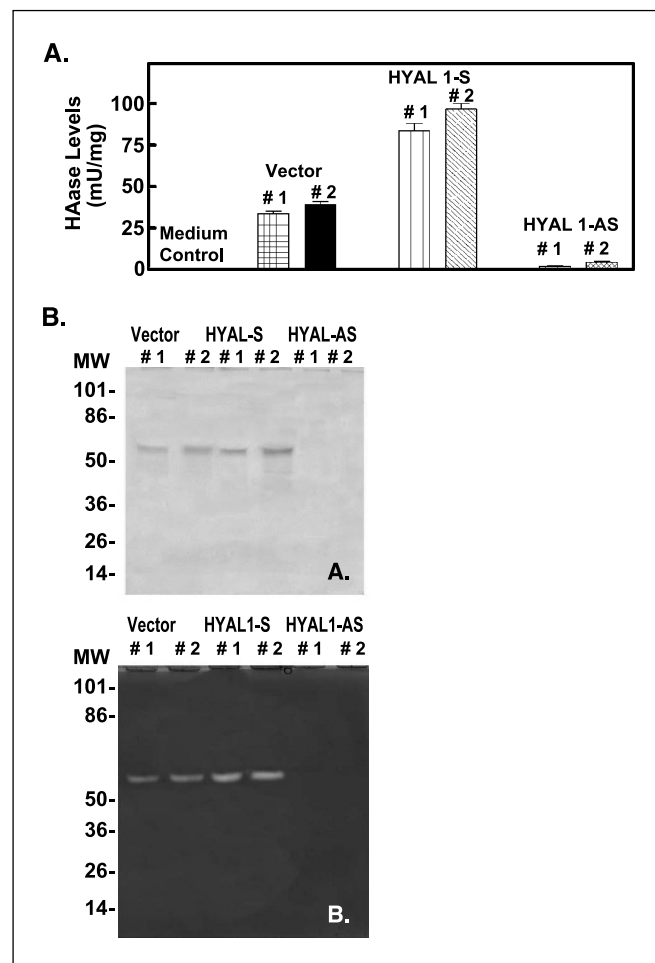 A.
HAase Levels
(mU/mg)
100
75
50
25
0
Medium
Control
Vector
# 1
# 2
HYAL 1-S
# 1
# 2
HYAL 1-AS
# 1
# 2
B.
Vector HYAL-S HYAL-AS
MW # 1 # 2 # 1 # 2 # 1 # 2
101-
86-
50-
36-
26-
14-
A.
Vector HYAL1-S HYAL1-AS
MW # 1 # 2 # 1 # 2 # 1 # 2
101-
86-
50-
36-
26-
14-
B.